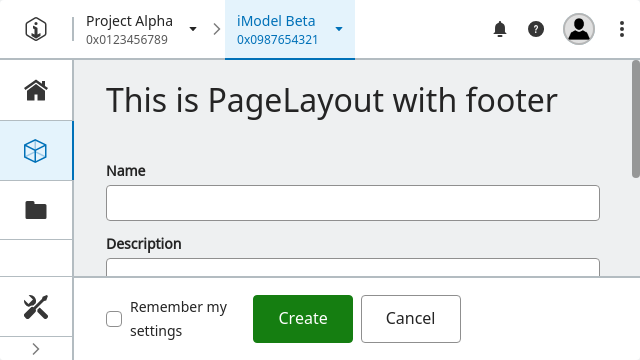 Project Alpha
0x0123456789
iModel Beta
0x0987654321
This is PageLayout with footer
Name
Description
Remember my
settings
Create
Cancel